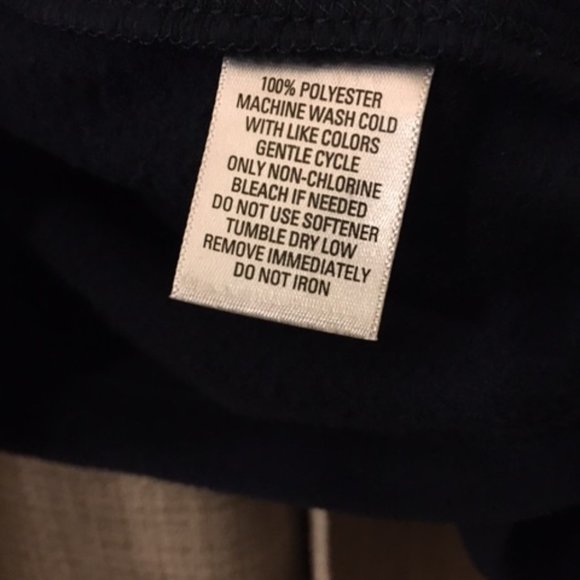 100% POLYESTER
MACHINE WASH COLD
WITH LIKE COLORS
GENTLE CYCLE
ONLY NON-CHLORINE
BLEACH IF NEEDED
DO NOT USE SOFTENER
TUMBLE DRY LOW
REMOVE IMMEDIATELY
DO NOT IRON